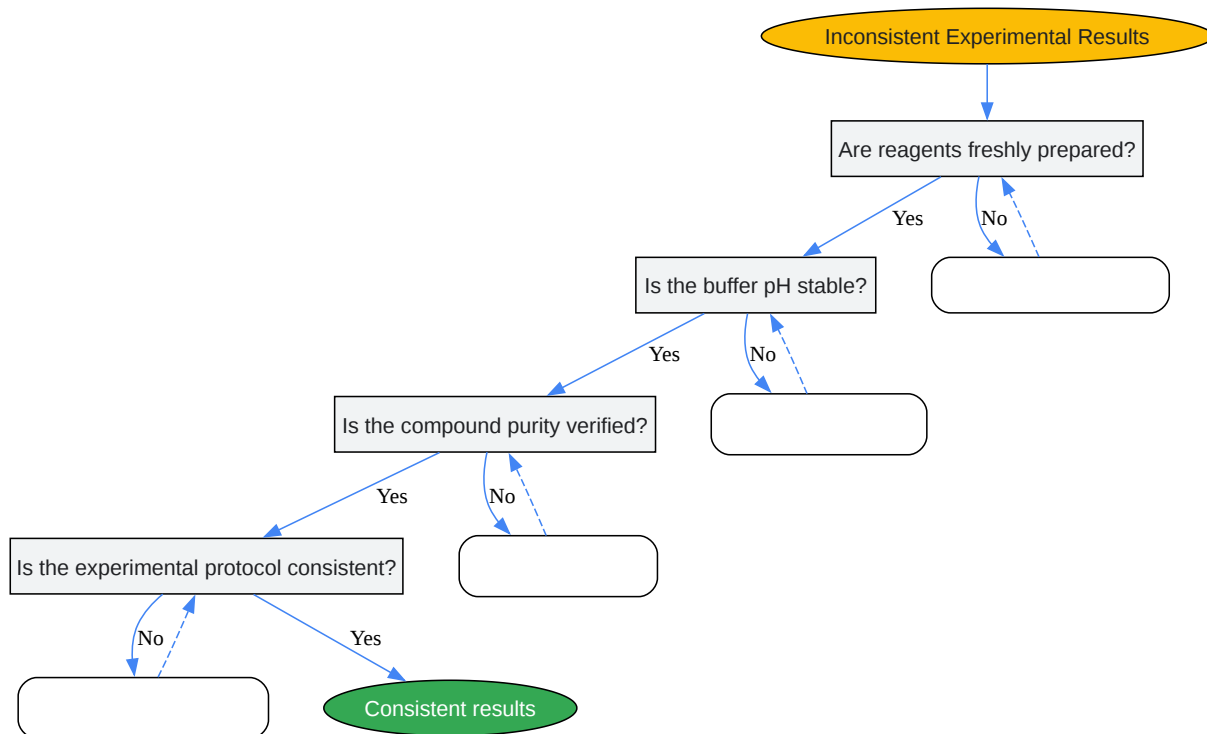 Inconsistent Experimental Results
Are reagents freshly prepared?
Yes
No
Is the buffer pH stable?
Yes
No
Is the compound purity verified?
Yes
No
Is the experimental protocol consistent?
No
Yes
Consistent results